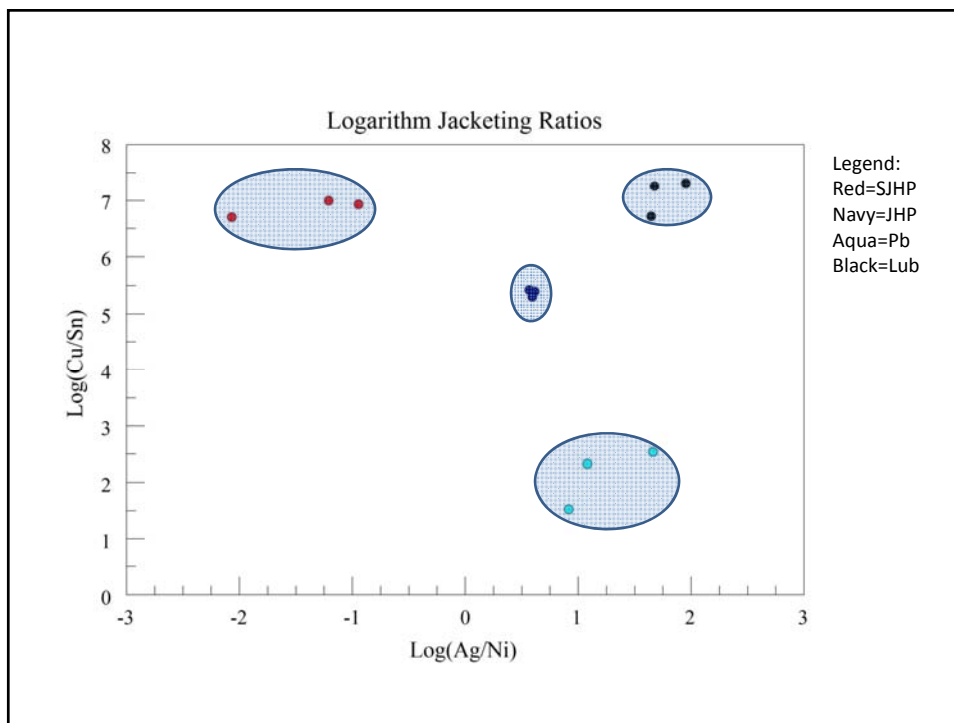 Logarithm Jacketing Ratios
8
7
6
5
4
3
2
1
0
Log(Cu/Sn)
-3 -2 -1 0 1 2 3
Log(Ag/Ni)
Legend:
Red=SJHP
Navy=JHP
Aqua=Pb
Black=Lub